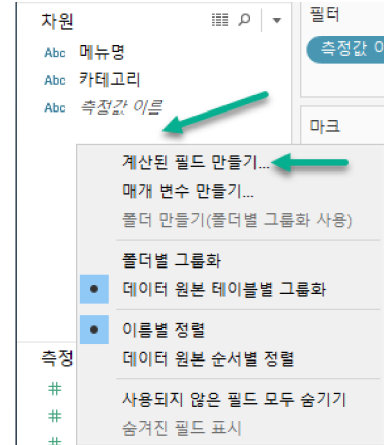 차원
필터
Abc 메뉴명
측정값 이
Abc 카테고리
Abc 측정값 이름
마크
계산된 필드 만들기...
매개 변수 만들기...
폴더 만들기(폴더별 그룹화 사용)
폴더별 그룹화
데이터 원본 테이블별 그룹화
이름별 정렬
데이터 원본 순서별 정렬
측정
사용되지 않은 필드 모두 숨기기
숨겨진 필드 표시